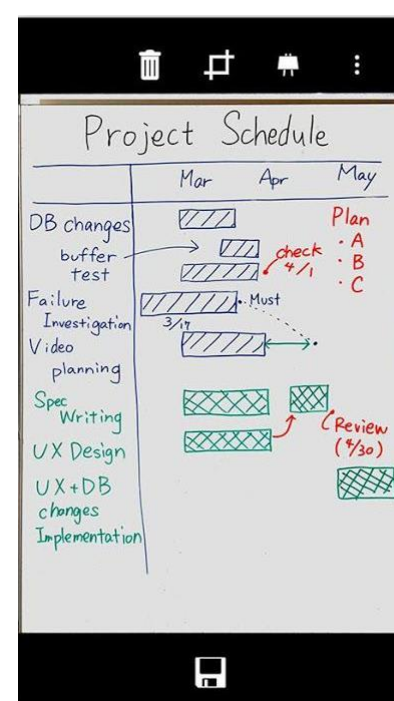 Project Schedule
Mar Apr May
DB changes
Plan
· A
· B
· C
buffer
test
check
4/1
Failure
Investigation
Must
3/17
Video
planning
Spec
Writing
Review
(4/30)
UX Design
UX+DB
changes
Implementation